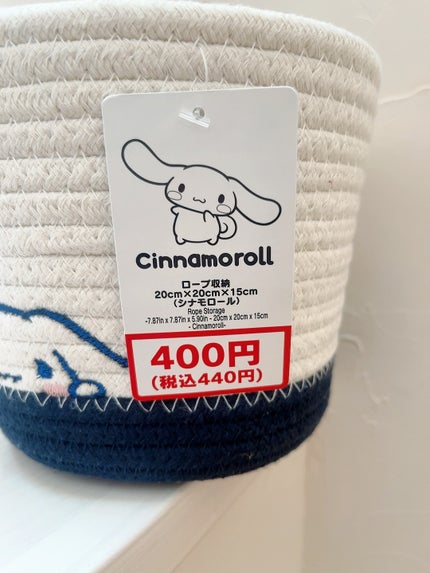 Cinnamoroll
ロープ収納
20cm×20cm×15cm
(シナモロール)
Rope Storage
-7.87in x 7.87in x 5.90in - 20cm x 20cm x 15cm
- Cinnamoroll-
400円
(税込440円)